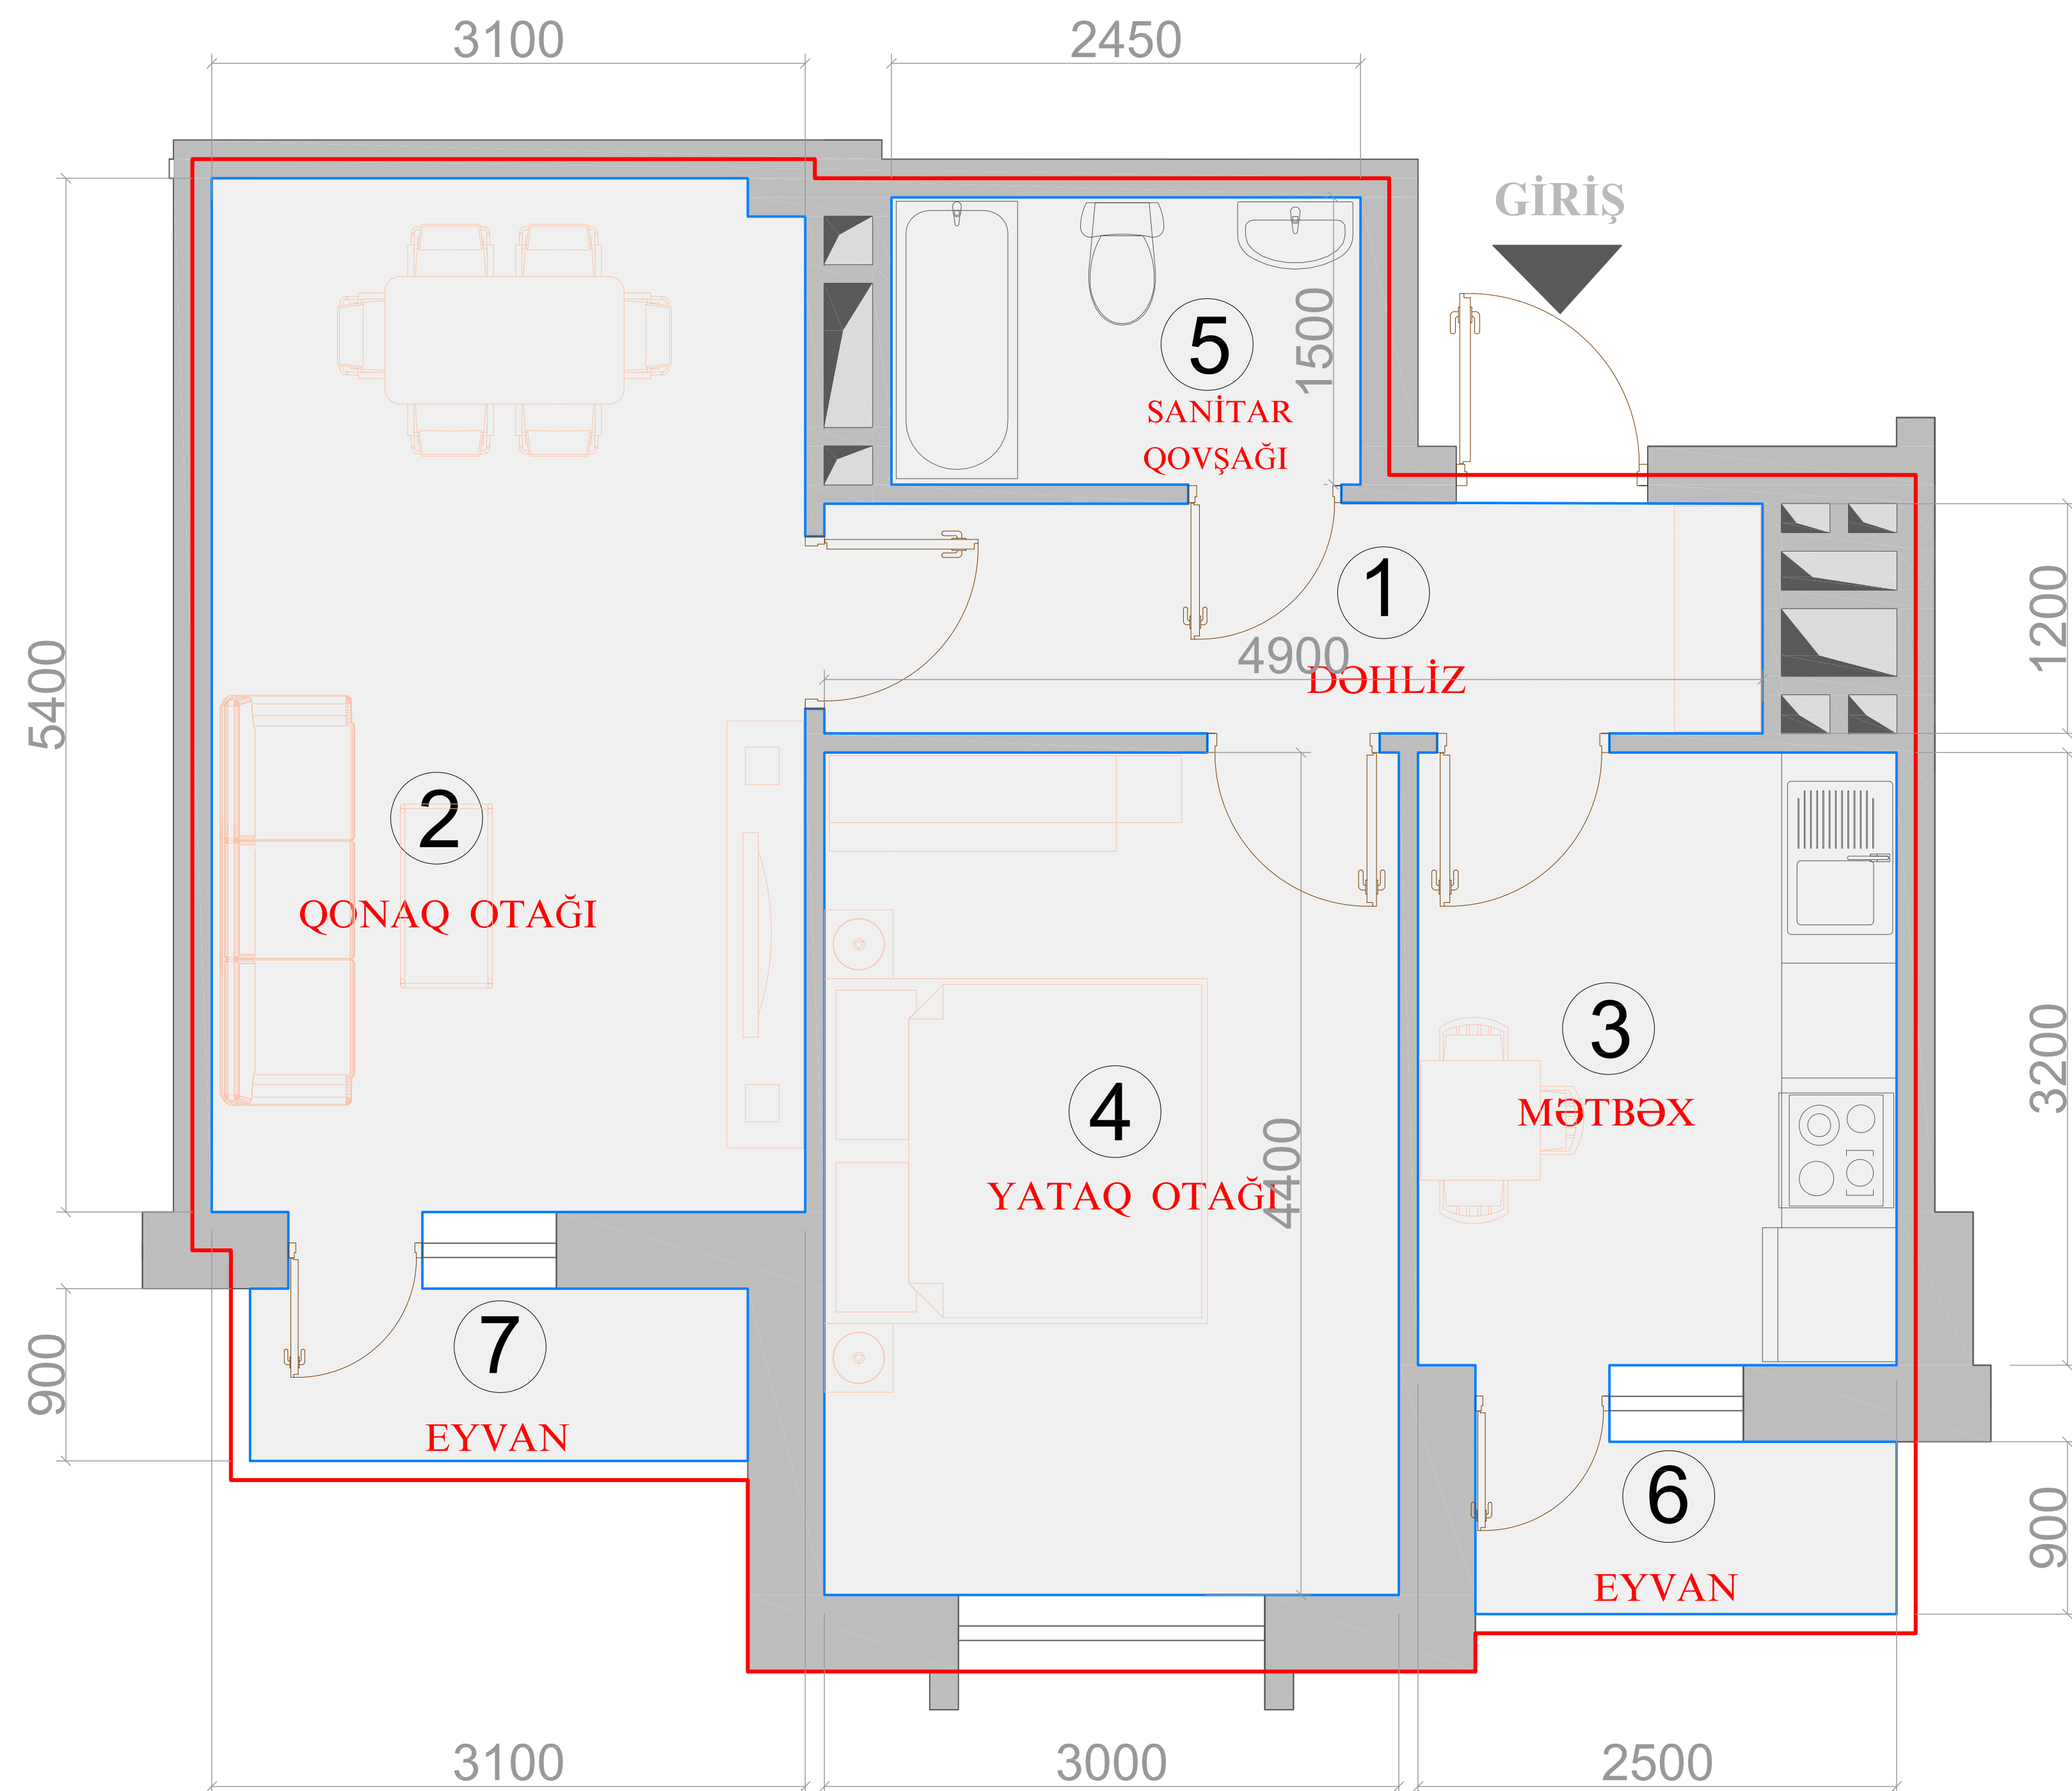 3100
2450
GİRİŞ
5
1500
SANİTAR
QOVŞAĞI
1
1200
4900
DƏHLİZ
5400
2
QONAQ OTAĞI
3
3200
MƏTBƏX
4
4400
YATAQ OTAĞI
7
900
EYVAN
6
900
EYVAN
3100
3000
2500